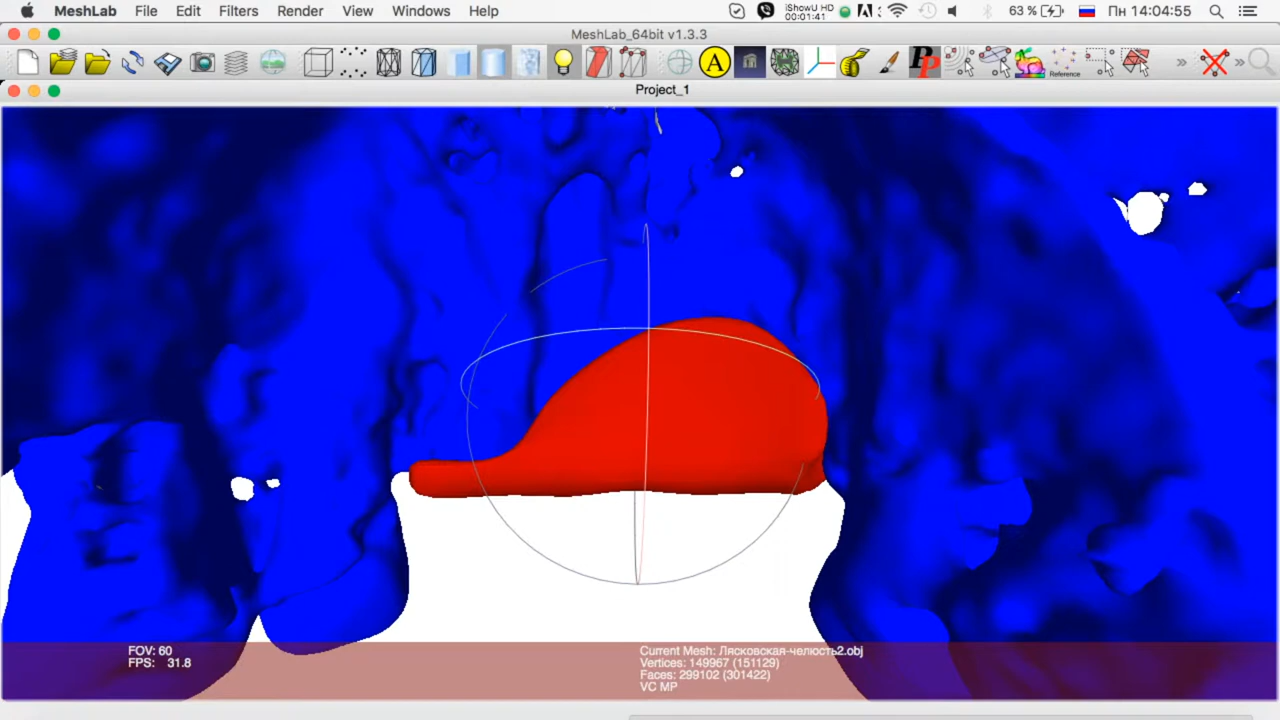 MeshLab File Edit Filters Render View Windows Help iShowU HD 00:01:41 63 % Пн 14:04:55
MeshLab_64bit v1.3.3
A PP Reference » »
Project_1
FOV: 60
FPS: 31.8
Current Mesh: Лясковская-челюсть2.obj
Vertices: 149967 (151129)
Faces: 299102 (301422)
VC MP